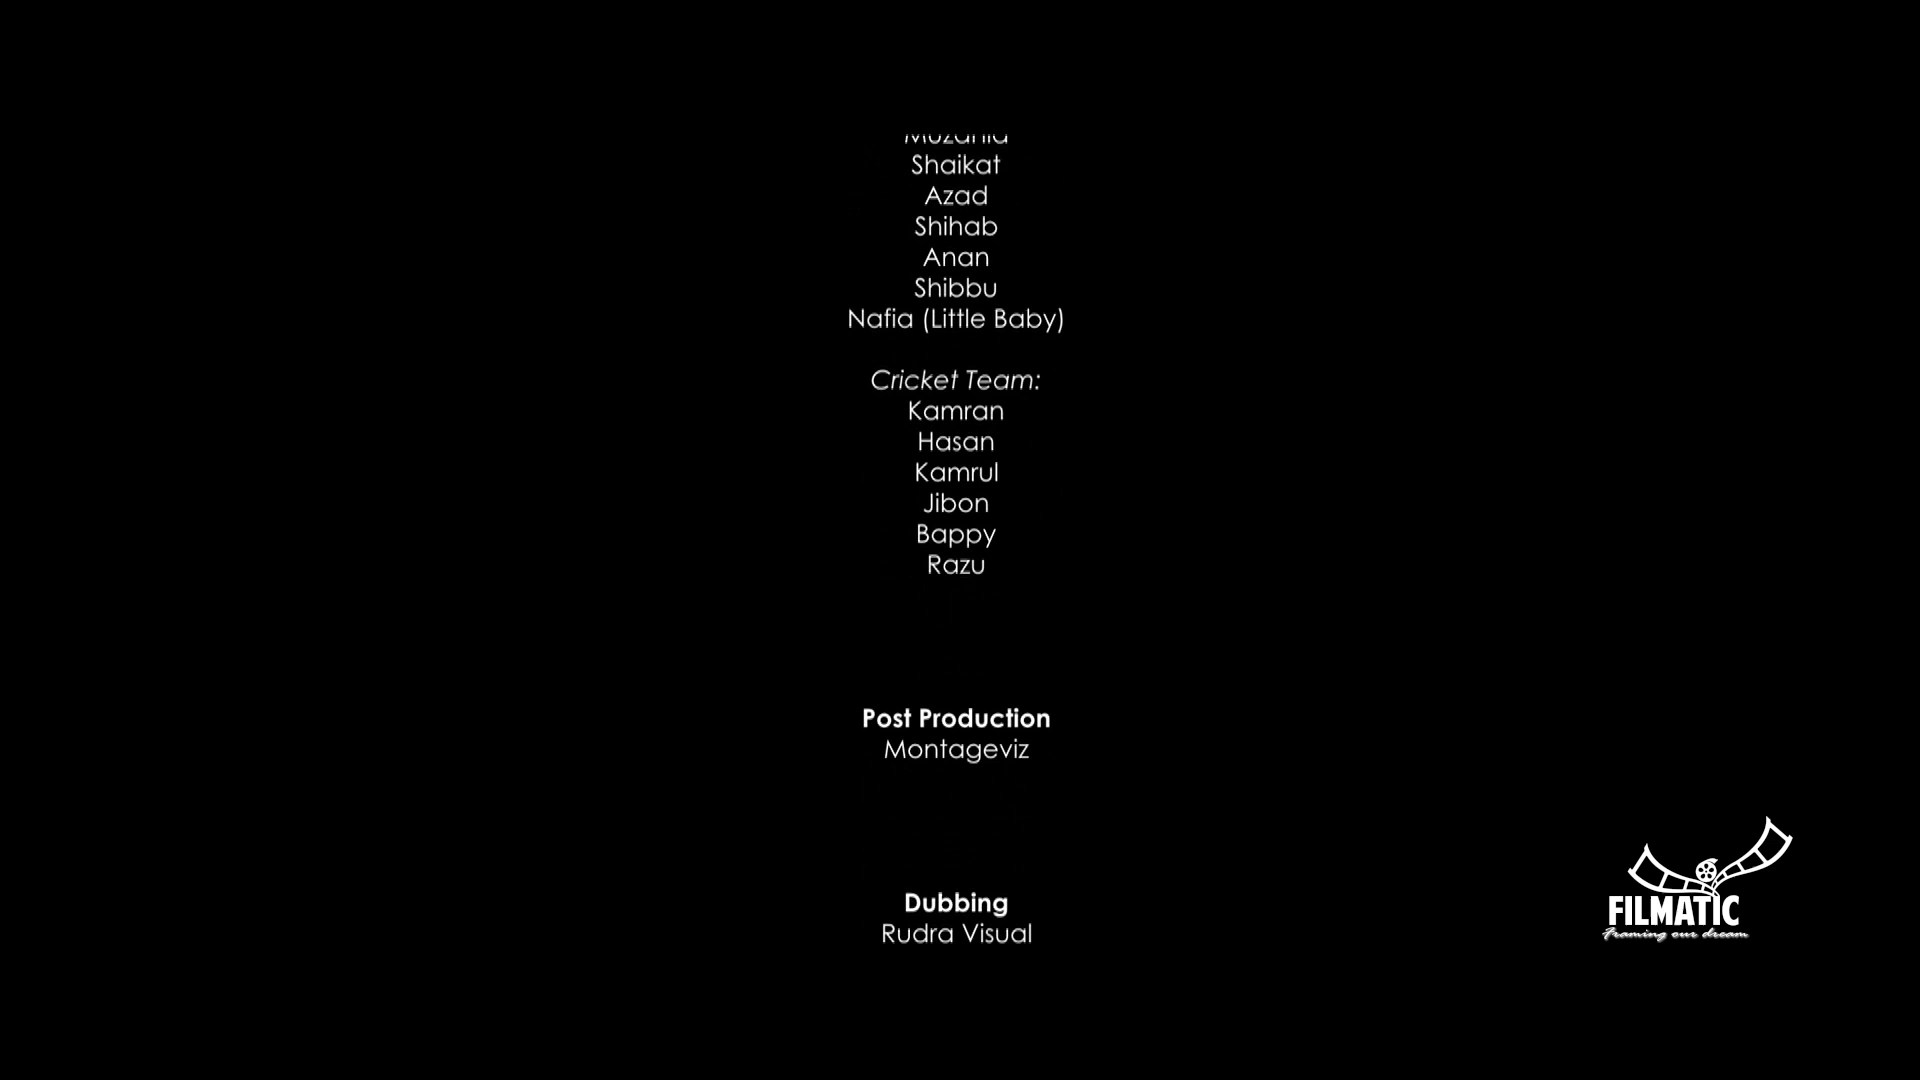 Shaikat
Azad
Shihab
Anan
Shibbu
Nafia (Little Baby)
Cricket Team:
Kamran
Hasan
Kamrul
Jibon
Bappy
Razu
Post Production
Montageviz
Dubbing
Rudra Visual
FILMATIC
Framing our dream